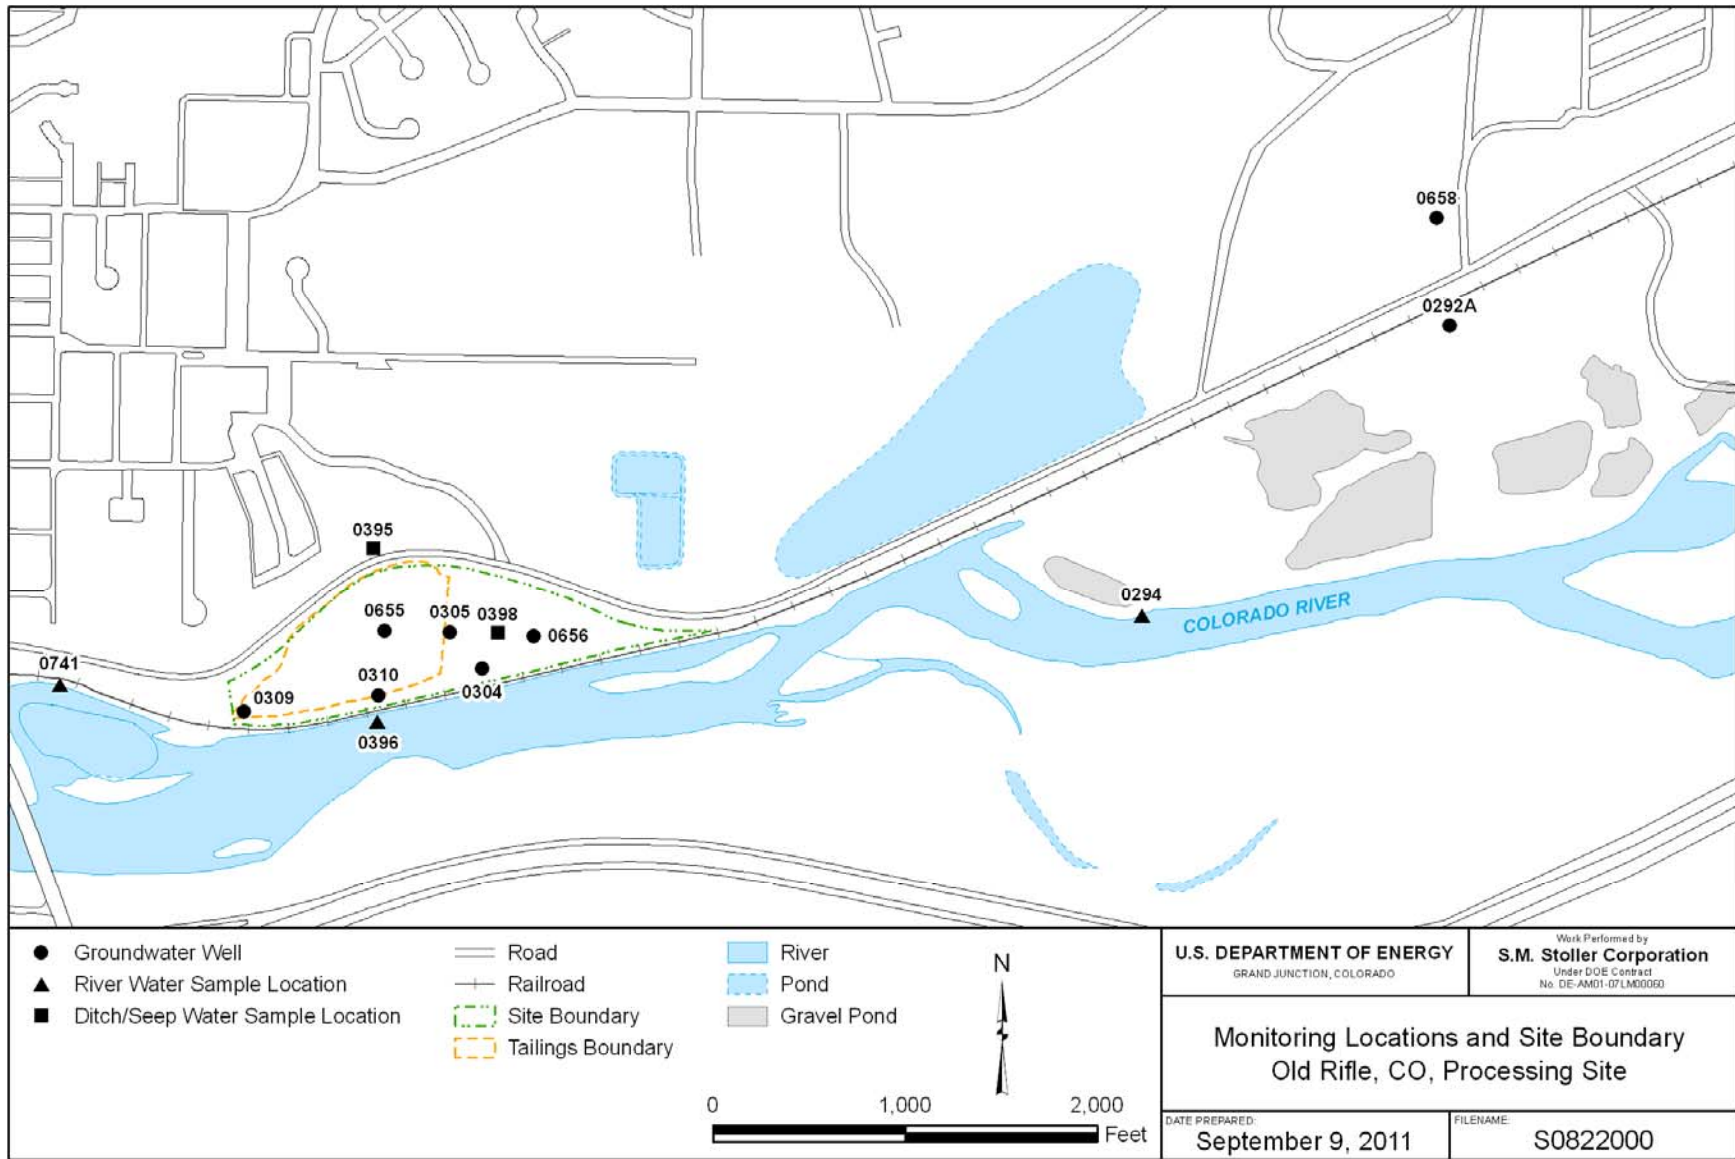 0658
0292A
0395
0294
COLORADO RIVER
0655
0305
0398
0656
0741
0310
0304
0309
0396
Groundwater Well
River Water Sample Location
Ditch/Seep Water Sample Location
Road
Railroad
Site Boundary
Tailings Boundary
River
Pond
Gravel Pond
N
0 1,000 2,000
Feet
U.S. DEPARTMENT OF ENERGY
GRAND JUNCTION, COLORADO
Work Performed by
S.M. Stoller Corporation
Under DOE Contract
No. DE-AM01-07LM00060
Monitoring Locations and Site Boundary
Old Rifle, CO, Processing Site
DATE PREPARED:
September 9, 2011
FILENAME:
S0822000